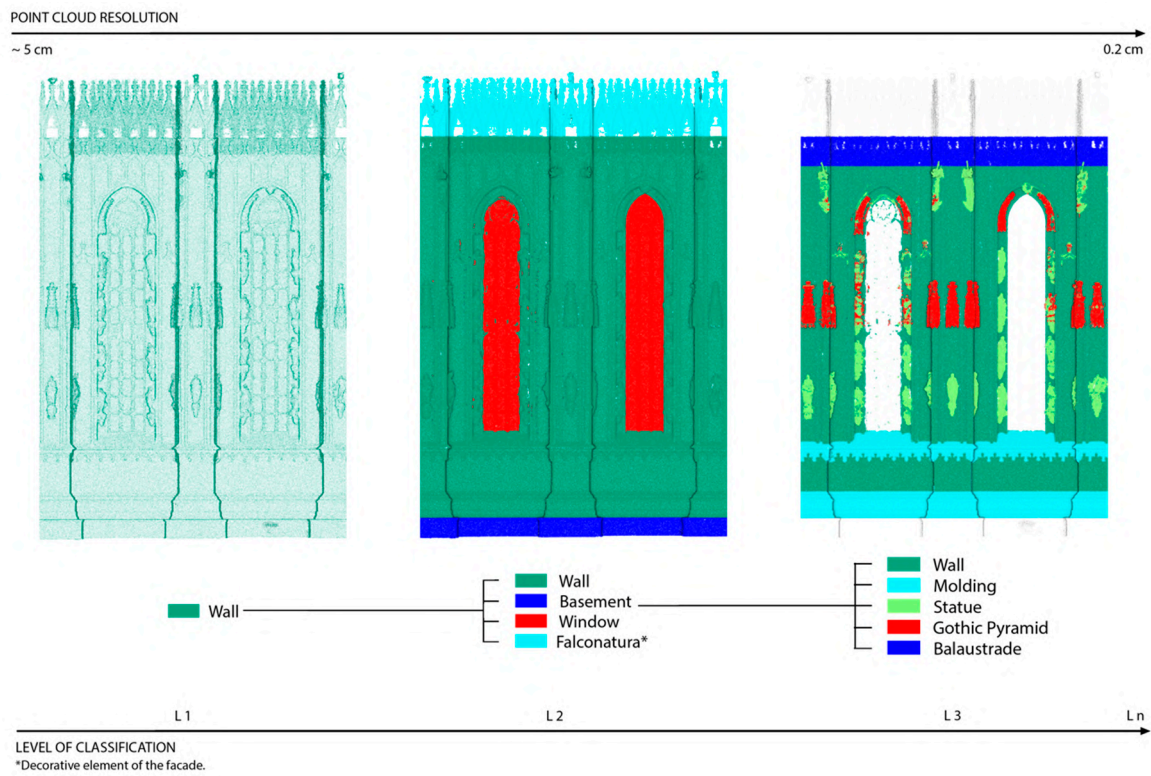 POINT CLOUD RESOLUTION
~ 5 cm
0.2 cm
Wall
Wall
Basement
Window
Falconatura*
Wall
Molding
Statue
Gothic Pyramid
Balaustrade
L 1
L 2
L 3
L n
LEVEL OF CLASSIFICATION
*Decorative element of the facade.